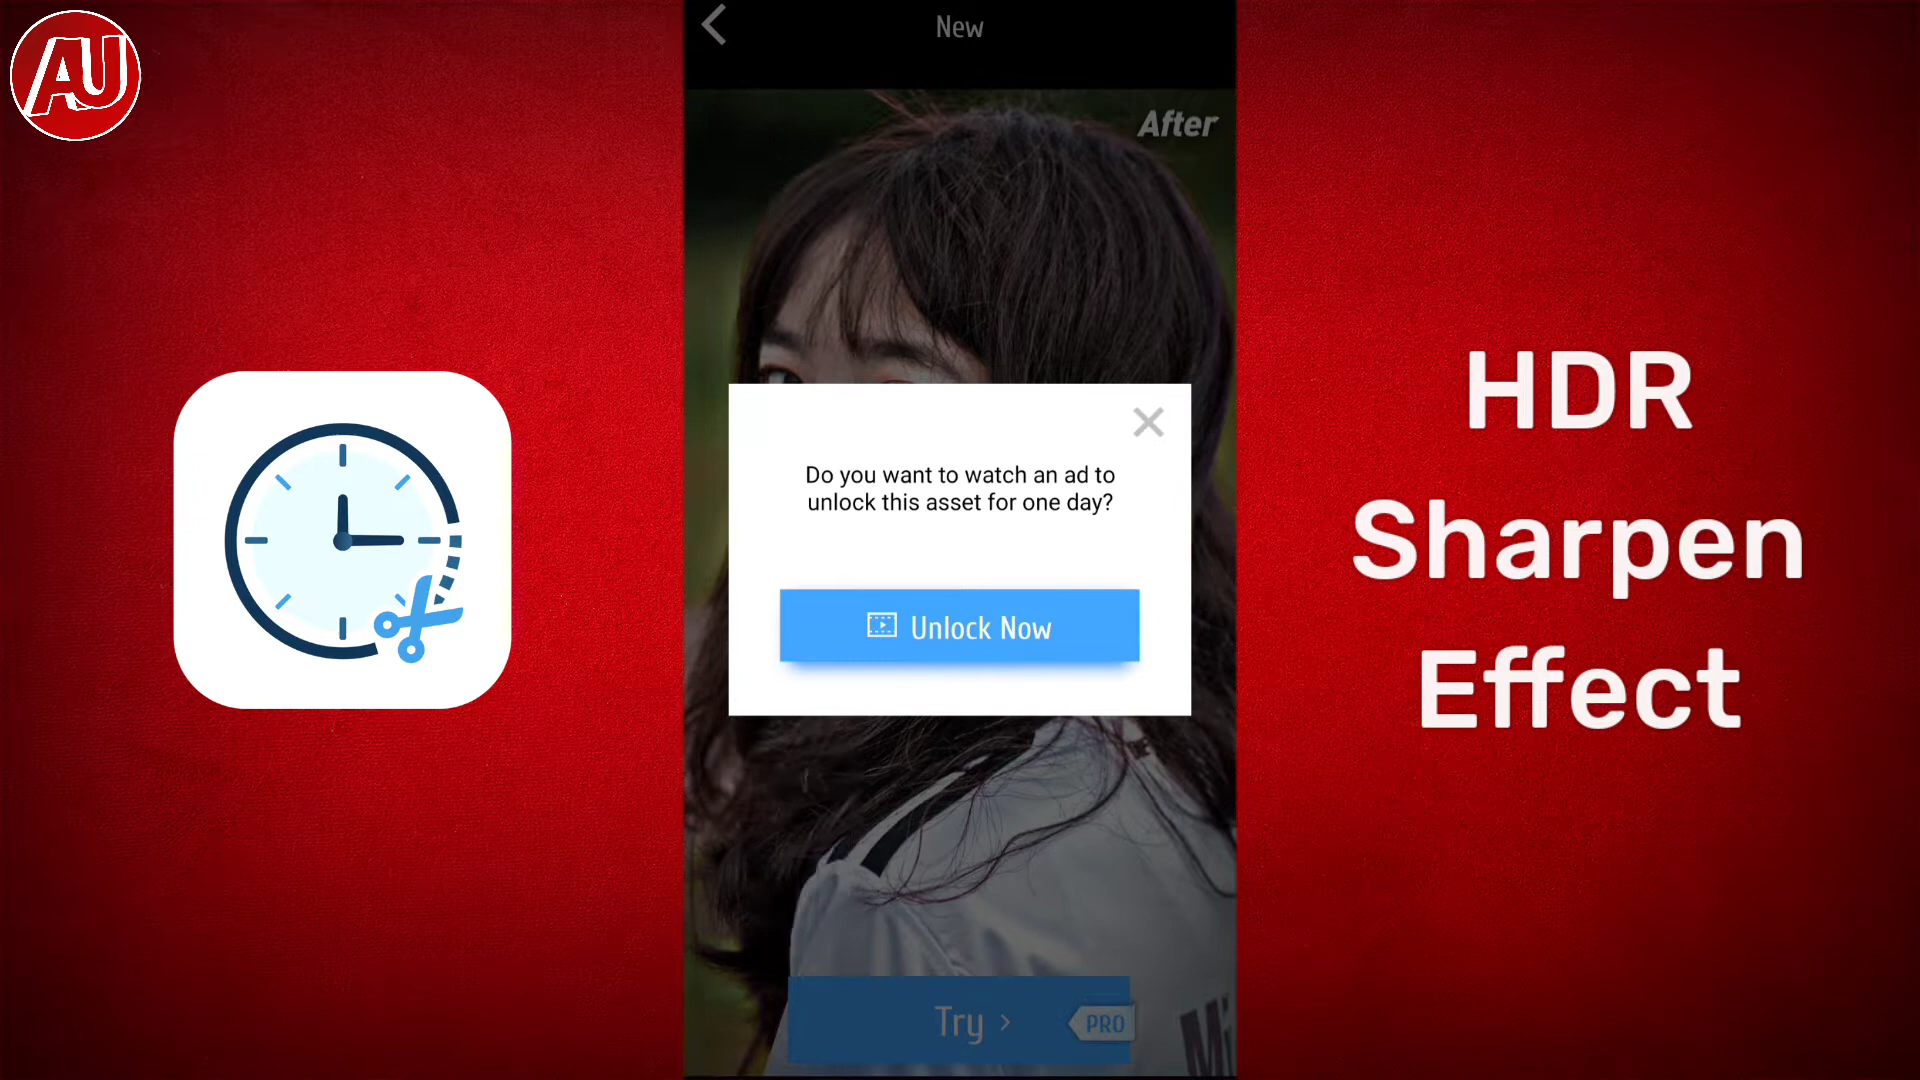 AU
New
After
Do you want to watch an ad to
unlock this asset for one day?
Unlock Now
Try >
PRO
Mi
HDR
Sharpen
Effect